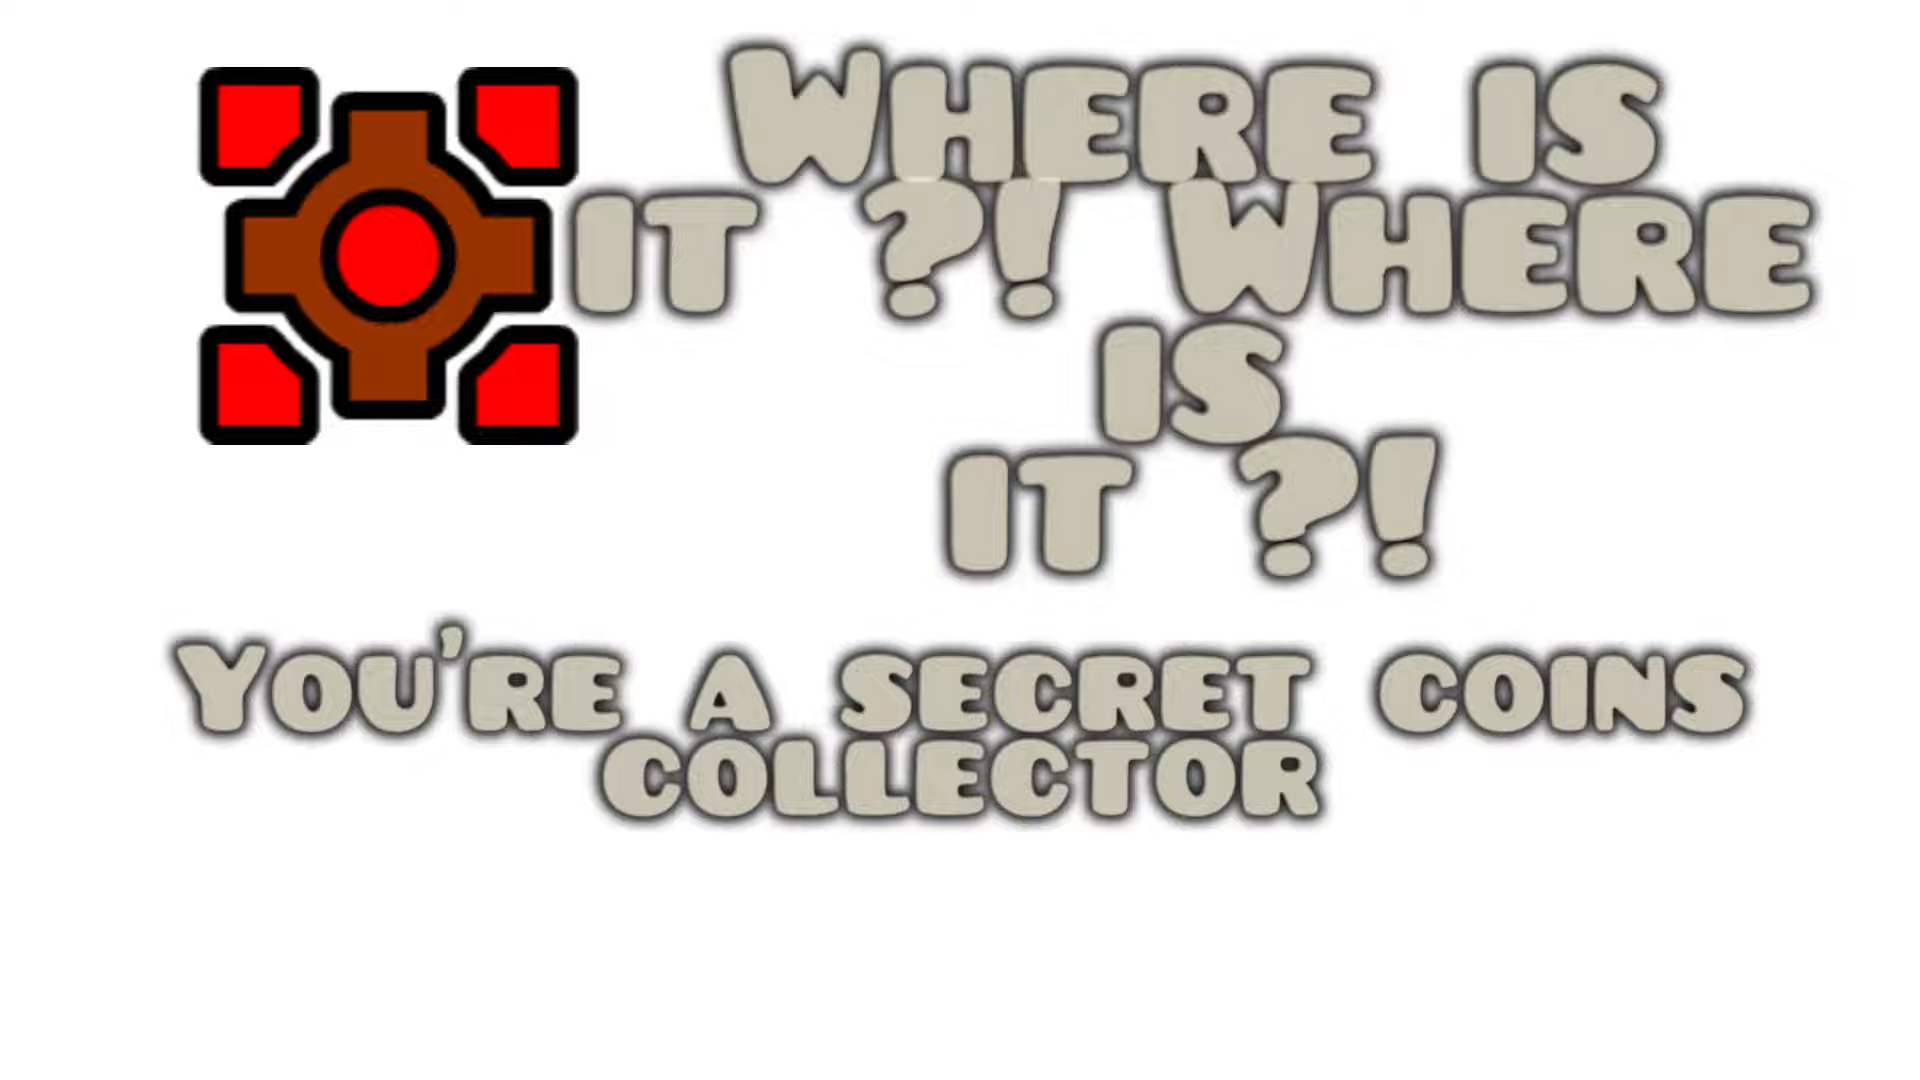 Where is
it ?! Where
is
it ?!
You're a secret coins
collector